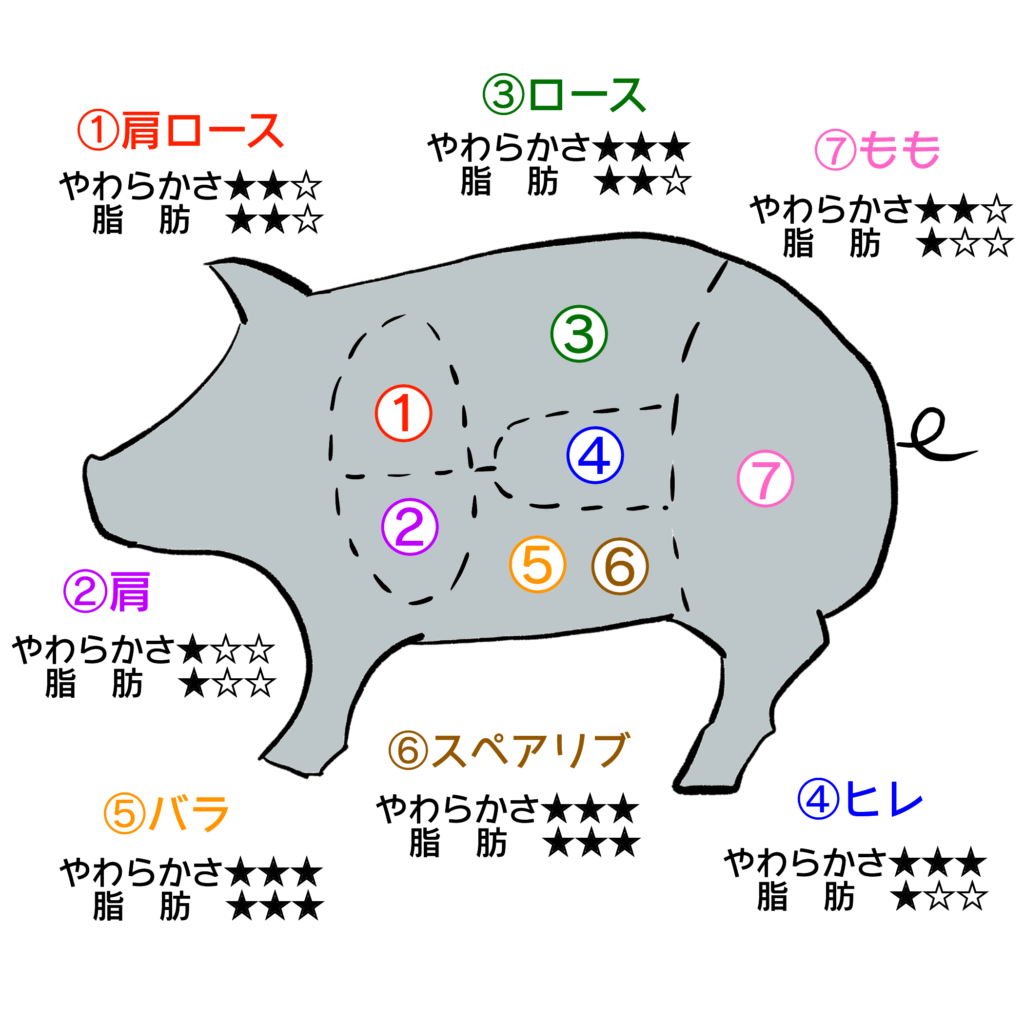 ①肩ロース
やわらかさ★★☆
脂　肪　★★☆
③ロース
やわらかさ★★★
脂　肪　★★☆
⑦もも
やわらかさ★★☆
脂　肪　★☆☆
③
①
④
⑦
②
⑤
⑥
②肩
やわらかさ★☆☆
脂　肪　★☆☆
⑥スペアリブ
やわらかさ★★★
脂　肪　★★★
⑤バラ
やわらかさ★★★
脂　肪　★★★
④ヒレ
やわらかさ★★★
脂　肪　★☆☆